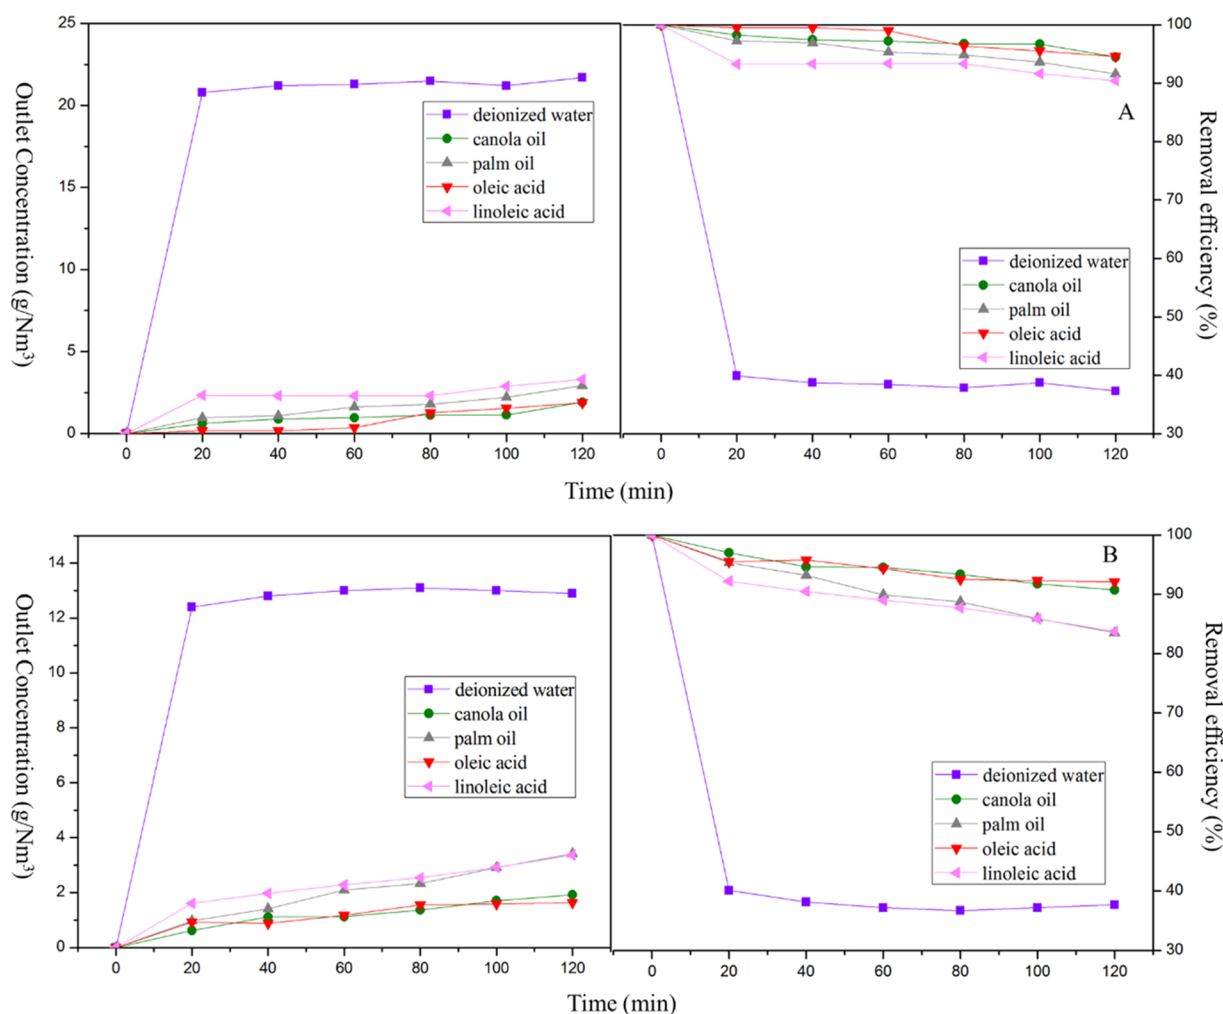 25
20
15
10
5
0
Outlet Concentration (g/Nm³)
deionized water
canola oil
palm oil
oleic acid
linoleic acid
0 20 40 60 80 100 120
A
100
90
80
70
60
50
40
30
Removal efficiency (%)
deionized water
canola oil
palm oil
oleic acid
linoleic acid
0 20 40 60 80 100 120
Time (min)
14
12
10
8
6
4
2
0
Outlet Concentration (g/Nm³)
deionized water
canola oil
palm oil
oleic acid
linoleic acid
0 20 40 60 80 100 120
B
100
90
80
70
60
50
40
30
Removal efficiency (%)
deionized water
canola oil
palm oil
oleic acid
linoleic acid
0 20 40 60 80 100 120
Time (min)